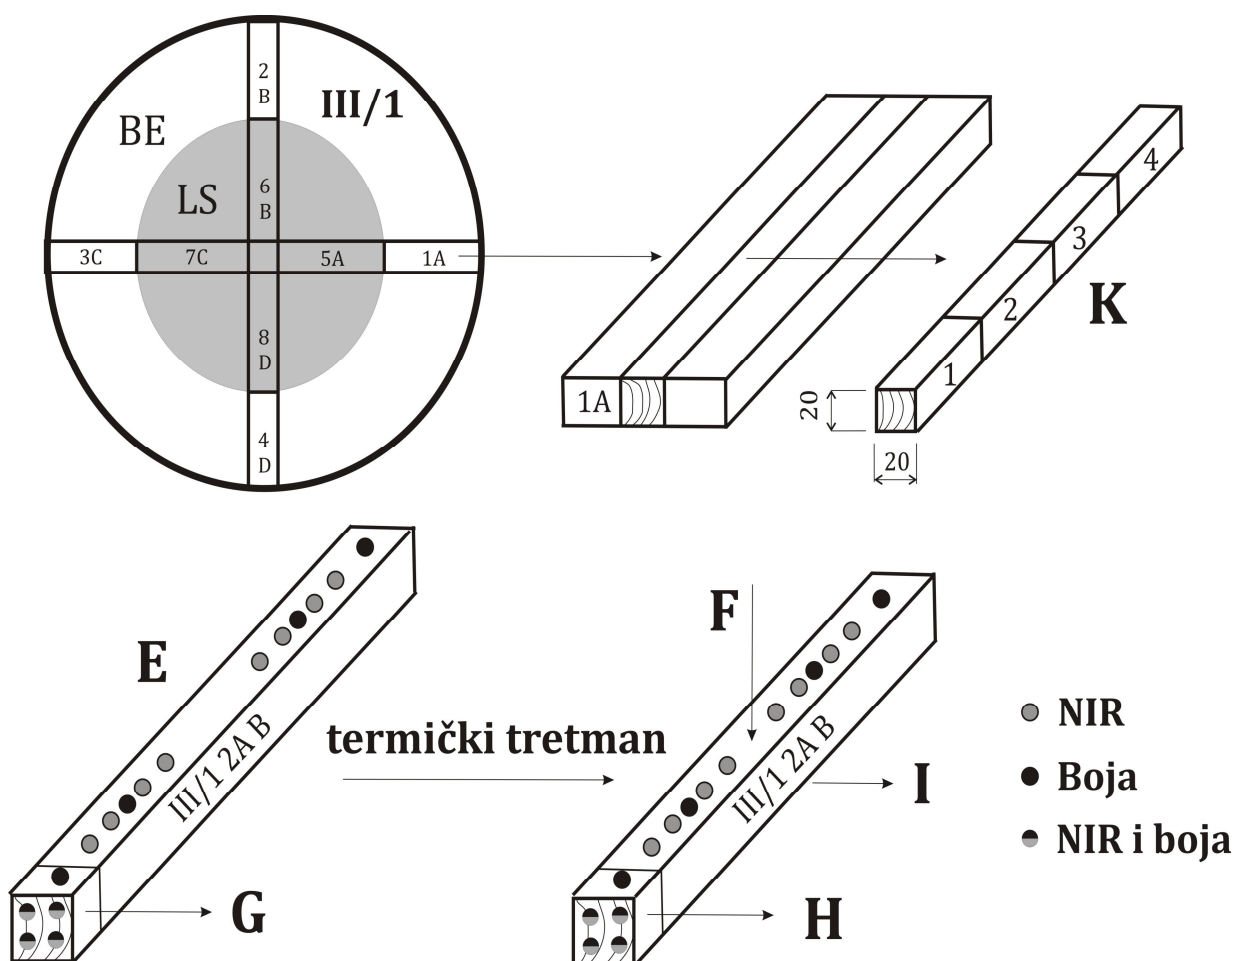 2
B
III/1
BE
LS
6
B
3C
7C
5A
1A
8
D
4
D
1A
4
3
2
1
K
20
20
E
III/1 2A B
G
termički tretman
F
III/1 2A B
I
H
NIR
Boja
NIR i boja